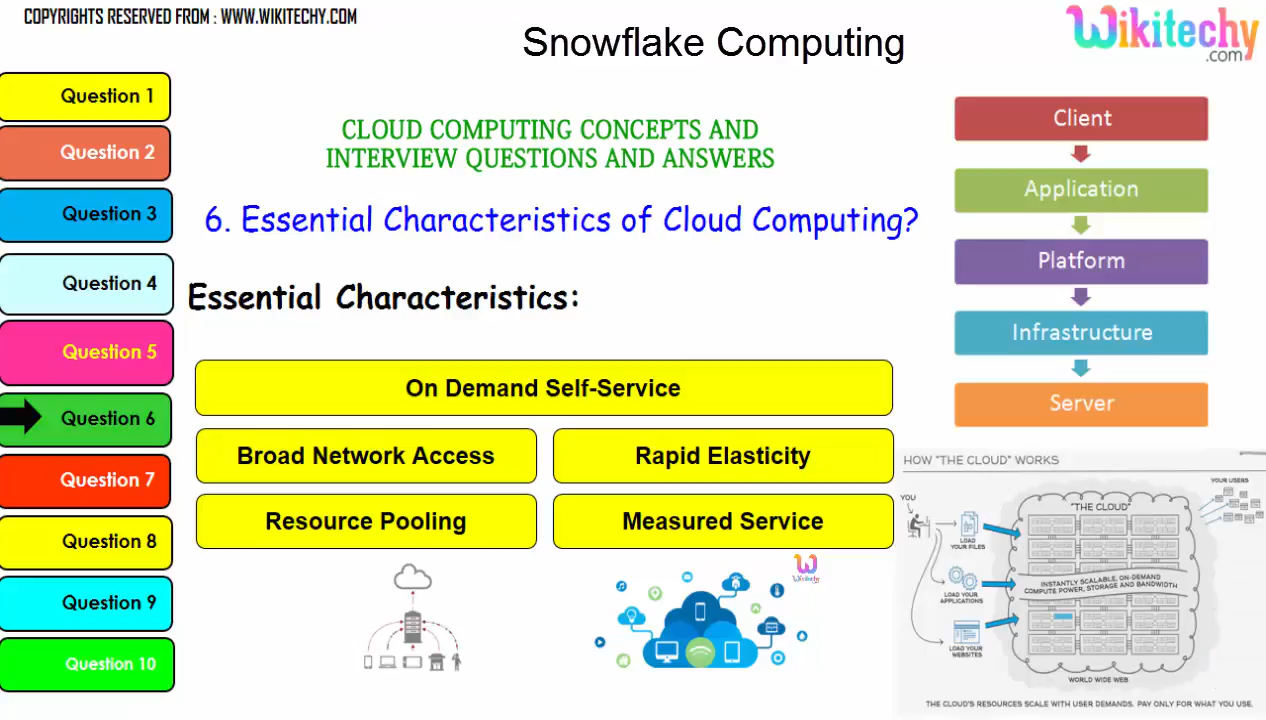 COPYRIGHTS RESERVED FROM : WWW.WIKITECHY.COM
Snowflake Computing
Wikitechy
.com
Question 1
Question 2
Question 3
Question 4
Question 5
Question 6
Question 7
Question 8
Question 9
Question 10
CLOUD COMPUTING CONCEPTS AND
INTERVIEW QUESTIONS AND ANSWERS
6. Essential Characteristics of Cloud Computing?
Essential Characteristics:
On Demand Self-Service
Broad Network Access
Rapid Elasticity
Resource Pooling
Measured Service
Wikitechy
Client
Application
Platform
Infrastructure
Server
HOW "THE CLOUD" WORKS
YOUR USERS
YOU
"THE CLOUD"
LOAD
YOUR FILES
INSTANTLY SCALABLE, ON-DEMAND
COMPUTE POWER, STORAGE AND BANDWIDTH
LOAD YOUR
APPLICATIONS
LOAD YOUR
WEBSITES
WORLD WIDE WEB
THE CLOUD'S RESOURCES SCALE WITH USER DEMANDS. PAY ONLY FOR WHAT YOU USE.